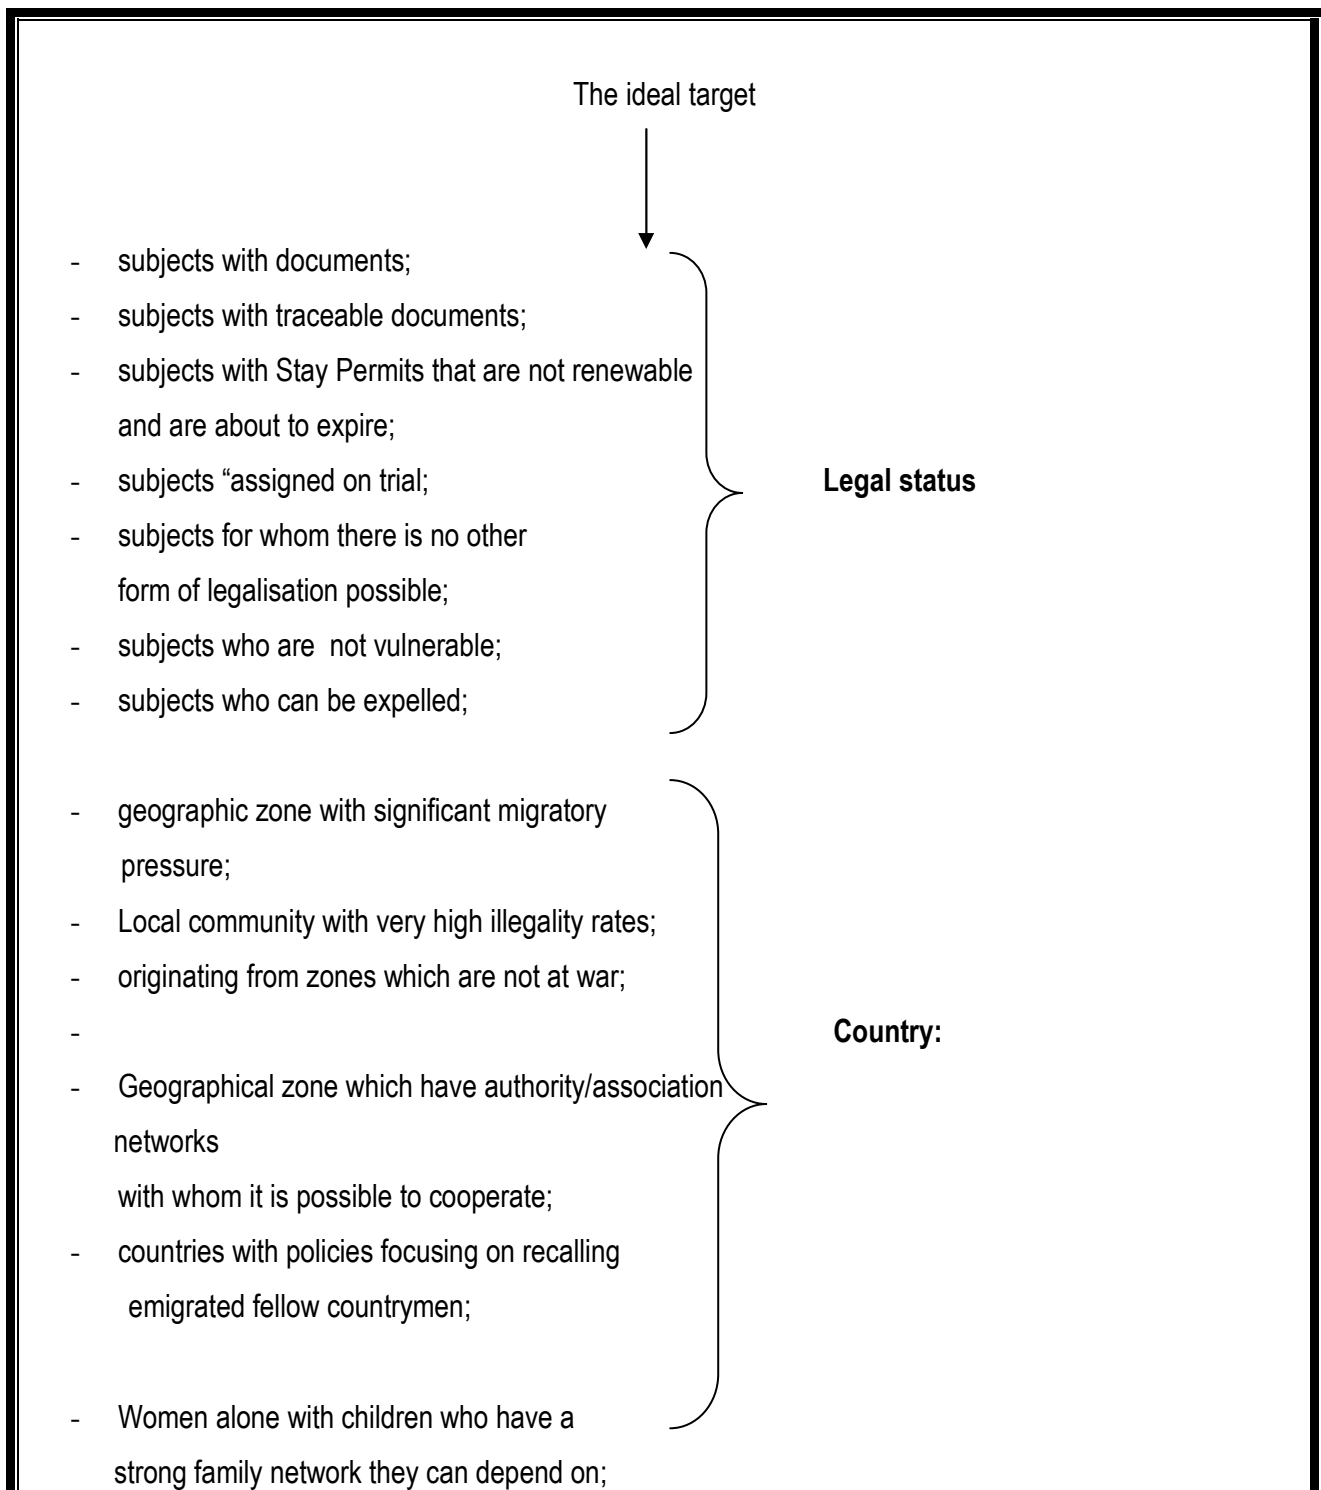 The ideal target
- subjects with documents;
- subjects with traceable documents;
- subjects with Stay Permits that are not renewable
and are about to expire;
- subjects “assigned on trial;
Legal status
- subjects for whom there is no other
form of legalisation possible;
- subjects who are not vulnerable;
- subjects who can be expelled;
- geographic zone with significant migratory
pressure;
- Local community with very high illegality rates;
- originating from zones which are not at war;
-
Country:
- Geographical zone which have authority/association
networks
with whom it is possible to cooperate;
- countries with policies focusing on recalling
emigrated fellow countrymen;
- Women alone with children who have a
strong family network they can depend on;